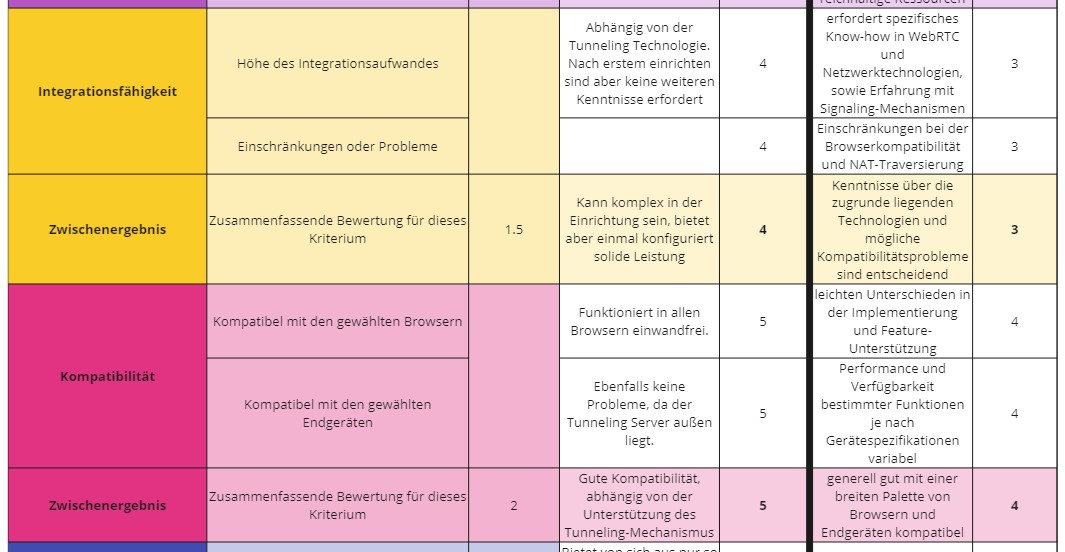 reichhaltige Ressourcen
Integrationsfähigkeit
Höhe des Integrationsaufwandes
Abhängig von der
Tunneling Technologie.
Nach erstem einrichten
sind aber keine weiteren
Kenntnisse erfordert
4
erfordert spezifisches
Know-how in WebRTC
und
Netzwerktechnologien,
sowie Erfahrung mit
Signaling-Mechanismen
3
Einschränkungen oder Probleme
4
Einschränkungen bei der
Browserkompatibilität
und NAT-Traversierung
3
Zwischenergebnis
Zusammenfassende Bewertung für dieses
Kriterium
1.5
Kann komplex in der
Einrichtung sein, bietet
aber einmal konfiguriert
solide Leistung
4
Kenntnisse über die
zugrunde liegenden
Technologien und
mögliche
Kompatibilitätsprobleme
sind entscheidend
3
Kompatibilität
Kompatibel mit den gewählten Browsern
Funktioniert in allen
Browsern einwandfrei.
5
leichten Unterschieden in
der Implementierung
und Feature-
Unterstützung
4
Kompatibel mit den gewählten
Endgeräten
Ebenfalls keine
Probleme, da der
Tunneling Server außen
liegt.
5
Performance und
Verfügbarkeit
bestimmter Funktionen
je nach
Gerätespezifikationen
variabel
4
Zwischenergebnis
Zusammenfassende Bewertung für dieses
Kriterium
2
Gute Kompatibilität,
abhängig von der
Unterstützung des
Tunneling-Mechanismus
5
generell gut mit einer
breiten Palette von
Browsern und
Endgeräten kompatibel
4
Bietet von sich aus nur so